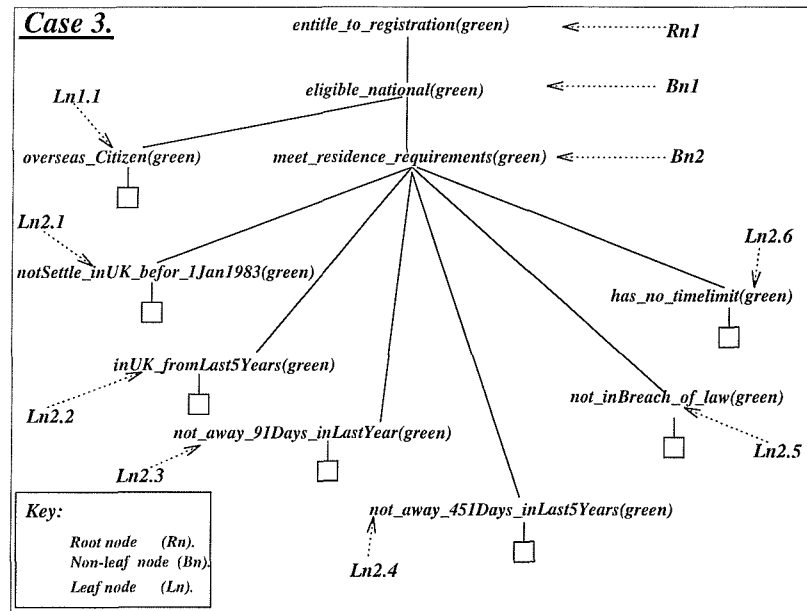 Case 3.
entitle_to_registration(green)
Rn1
eligible_national(green)
Bn1
Ln1.1
overseas_Citizen(green)
meet_residence_requirements(green)
Bn2
Ln2.1
Ln2.6
notSettle_inUK_befor_1Jan1983(green)
has_no_timelimit(green)
inUK_fromLast5Years(green)
Ln2.2
not_inBreach_of_law(green)
not_away_91Days_inLastYear(green)
Ln2.3
Ln2.5
Key:
not_away_451Days_inLast5Years(green)
Root node (Rn).
Non-leaf node (Bn).
Leaf node (Ln).
Ln2.4